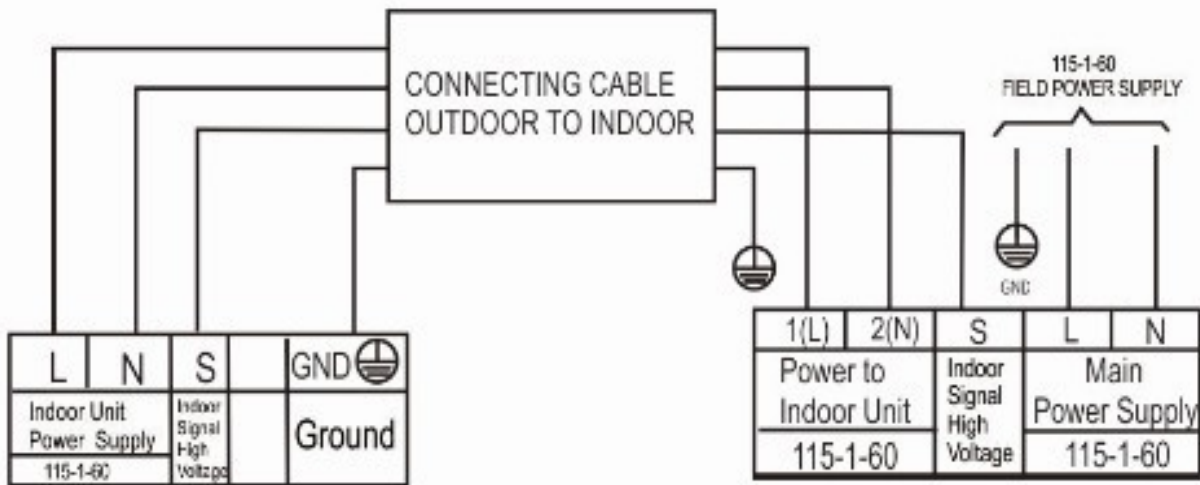 CONNECTING CABLE
OUTDOOR TO INDOOR
115-1-60
FIELD POWER SUPPLY
GND
L N S GND
Indoor Unit
Power Supply
115-1-60
Indoor
Signal
High
Voltage
Ground
1(L) 2(N) S L N
Power to
Indoor Unit
115-1-60
Indoor
Signal
High
Voltage
Main
Power Supply
115-1-60